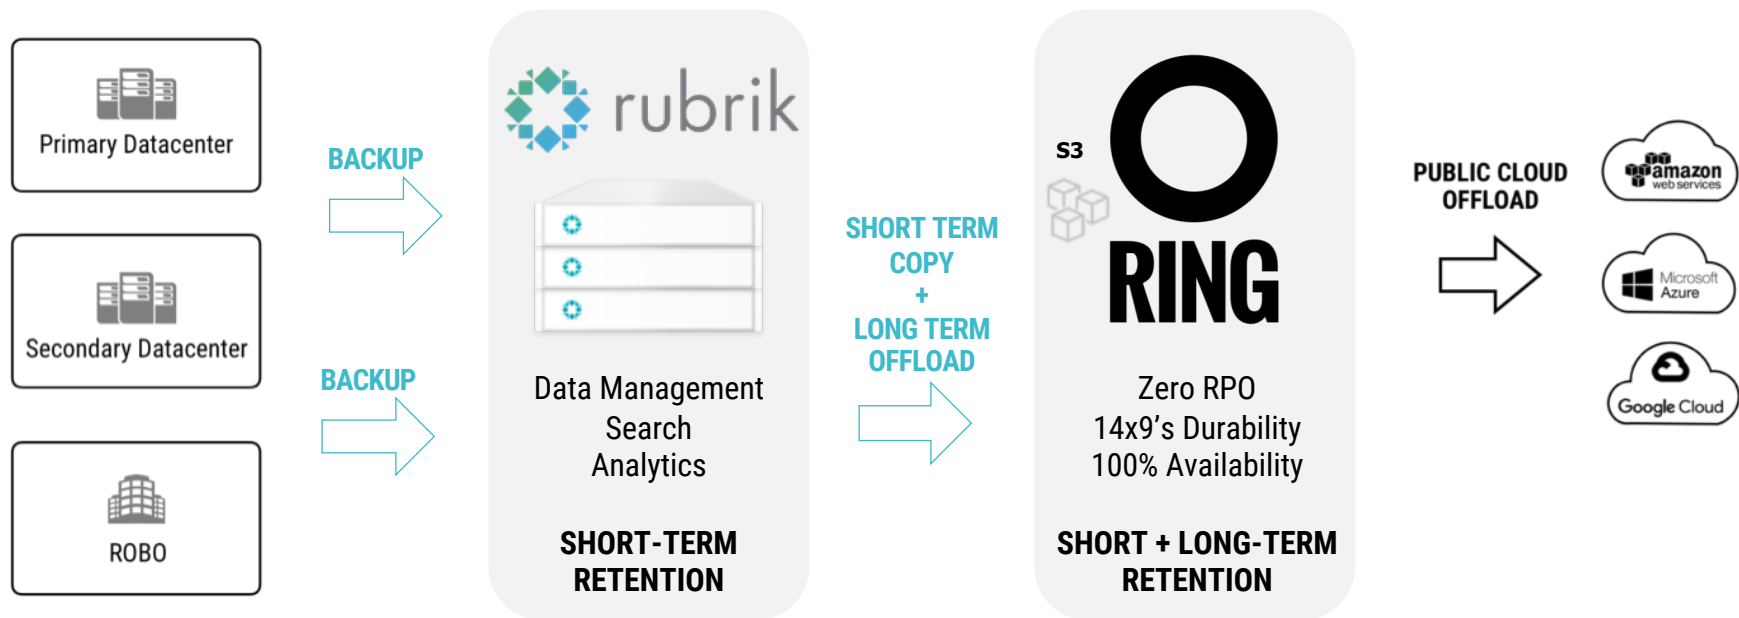 Primary Datacenter
Secondary Datacenter
ROBO
BACKUP
BACKUP
rubrik
Data Management
Search
Analytics
SHORT-TERM
RETENTION
SHORT TERM
COPY
+
LONG TERM
OFFLOAD
S3
RING
Zero RPO
14x9’s Durability
100% Availability
SHORT + LONG-TERM
RETENTION
PUBLIC CLOUD
OFFLOAD
amazon
web services
Microsoft
Azure
Google Cloud